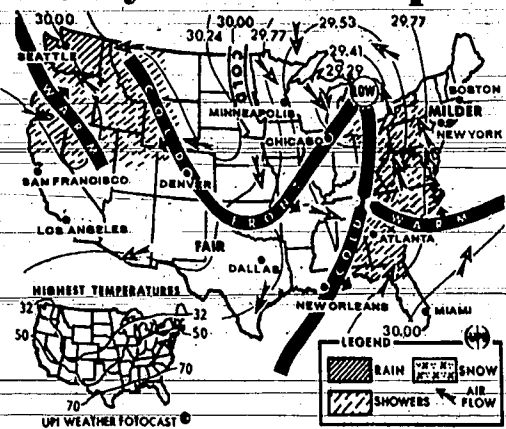 30.00
30.00
29.53
29.77
30.24
29.77
29.41
29.29
SEATTLE
COLD
LOW
BOSTON
MILDER
NEW YORK
WARM
COLD
MINNEAPOLIS
CHICAGO
SAN FRANCISCO
DENVER
FRONT
WARM
LOS ANGELES
FAIR
COLD
ATLANTA
DALLAS
NEW ORLEANS
MIAMI
30.00
HIGHEST TEMPERATURES
32
32
50
50
70
70
LEGEND
RAIN
SNOW
SHOWERS
AIR
FLOW
UPI WEATHER FOTOCAST ©